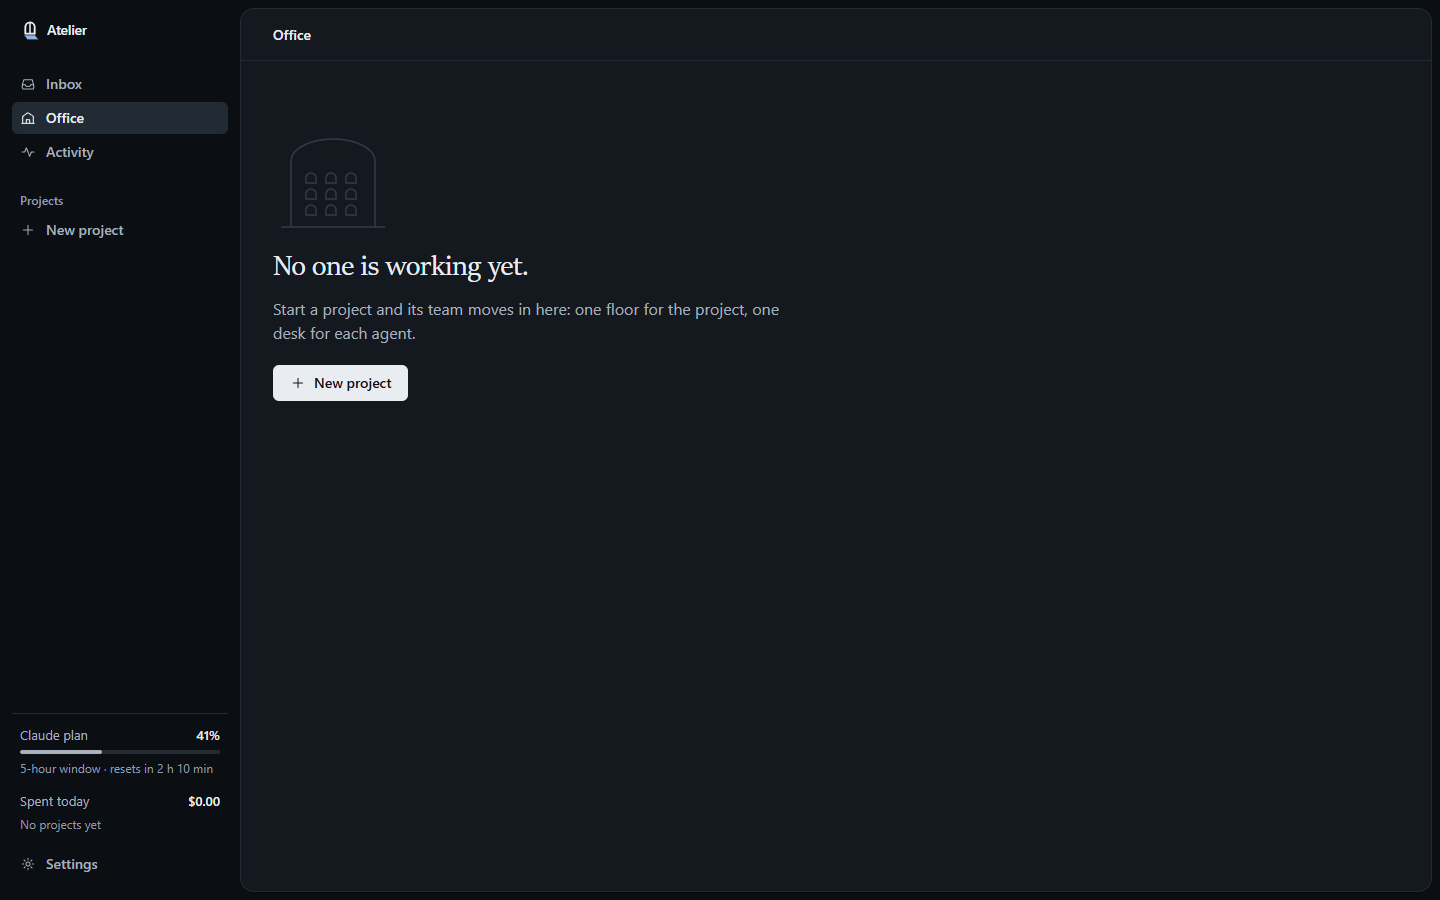 Atelier
Inbox
Office
Activity
Projects
New project
Claude plan 41%
5-hour window · resets in 2 h 10 min
Spent today $0.00
No projects yet
Settings
Office
No one is working yet.
Start a project and its team moves in here: one floor for the project, one
desk for each agent.
New project